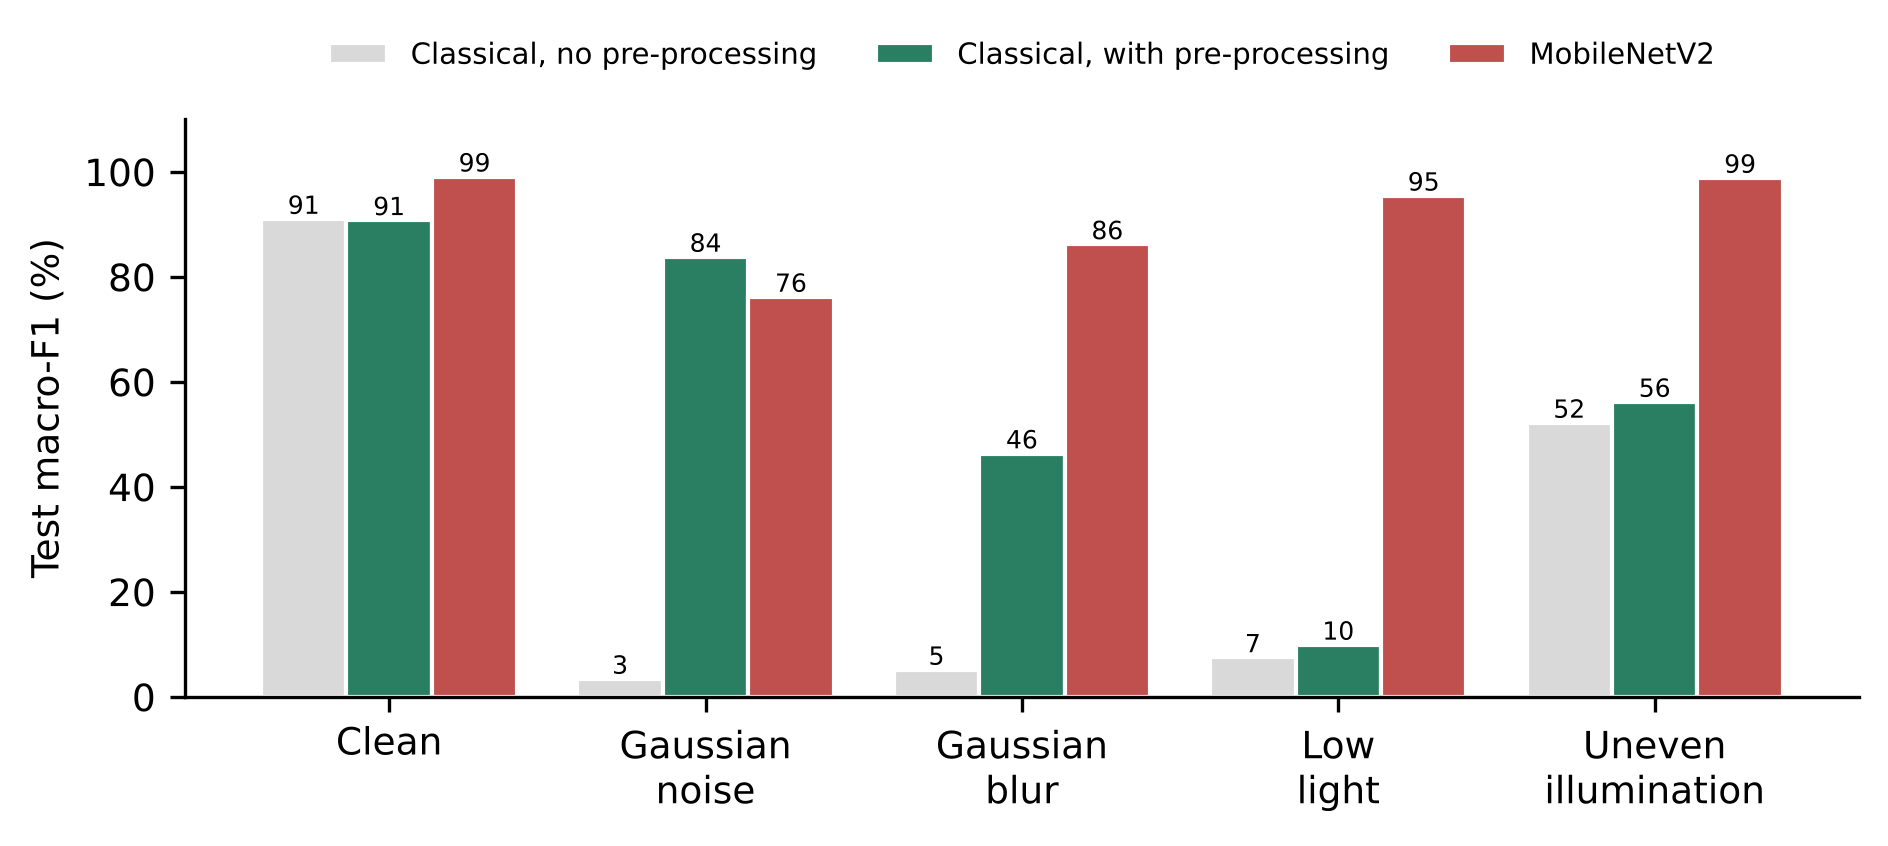 Classical, no pre-processing
Classical, with pre-processing
MobileNetV2
Test macro-F1 (%)
100
80
60
40
20
0
91
91
99
3
84
76
5
46
86
7
10
95
52
56
99
Clean
Gaussian
noise
Gaussian
blur
Low
light
Uneven
illumination